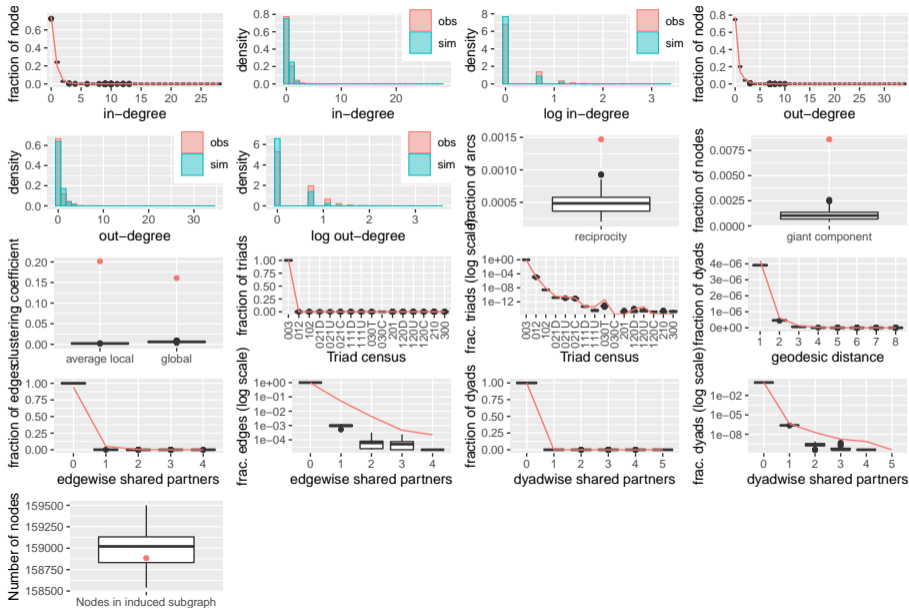 fraction of node
0.6
0.4
0.2
0.0
0 5 10 15 20 25
in−degree
density
0.8
0.6
0.4
0.2
0.0
0 10 20
in−degree
obs
sim
density
8
6
4
2
0
0 1 2 3
log in−degree
obs
sim
fraction of node
0.6
0.4
0.2
0.0
0 10 20 30
out−degree
density
0.6
0.4
0.2
0.0
0 10 20 30
out−degree
obs
sim
density
6
4
2
0
0 1 2 3
log out−degree
obs
sim
fraction of arcs
0.0015
0.0010
0.0005
reciprocity
fraction of nodes
0.0075
0.0050
0.0025
0.0000
giant component
clustering coefficient
0.20
0.15
0.10
0.05
0.00
average local global
fraction of triads
1.00
0.75
0.50
0.25
0.00
003 012 102 021D 021U 021C 111D 111U 030T 030C 201 120D 120U 120C 210 300
Triad census
frac. triads (log scale)
1e+00
1e−04
1e−08
1e−12
003 012 102 021D 021U 021C 111D 111U 030T 030C 201 120D 120U 120C 210 300
Triad census
fraction of dyads
4e−06
3e−06
2e−06
1e−06
0e+00
1 2 3 4 5 6 7 8
geodesic distance
fraction of edges
1.00
0.75
0.50
0.25
0.00
0 1 2 3 4
edgewise shared partners
frac. edges (log scale)
1e+00
1e−01
1e−02
1e−03
1e−04
0 1 2 3 4
edgewise shared partners
fraction of dyads
1.00
0.75
0.50
0.25
0.00
0 1 2 3 4 5
dyadwise shared partners
frac. dyads (log scale)
1e−02
1e−05
1e−08
0 1 2 3 4 5
dyadwise shared partners
Number of nodes
159500
159250
159000
158750
158500
Nodes in induced subgraph